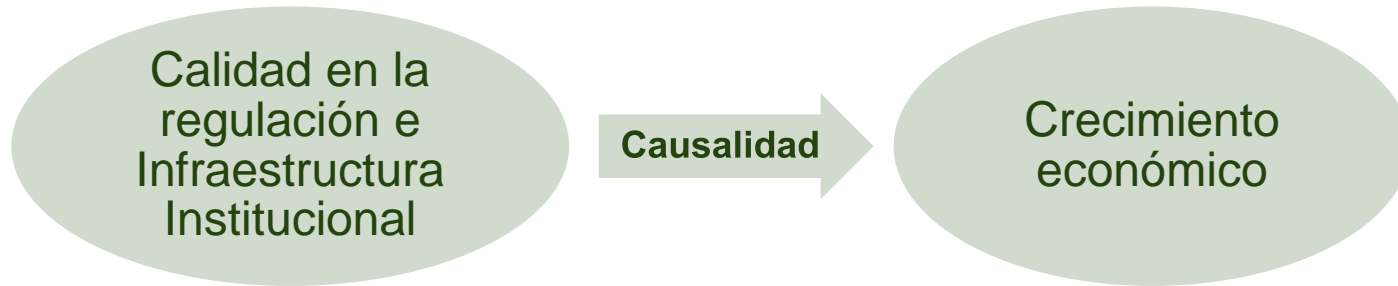 Calidad en la
regulación e
Infraestructura
Institucional
Causalidad
Crecimiento
económico